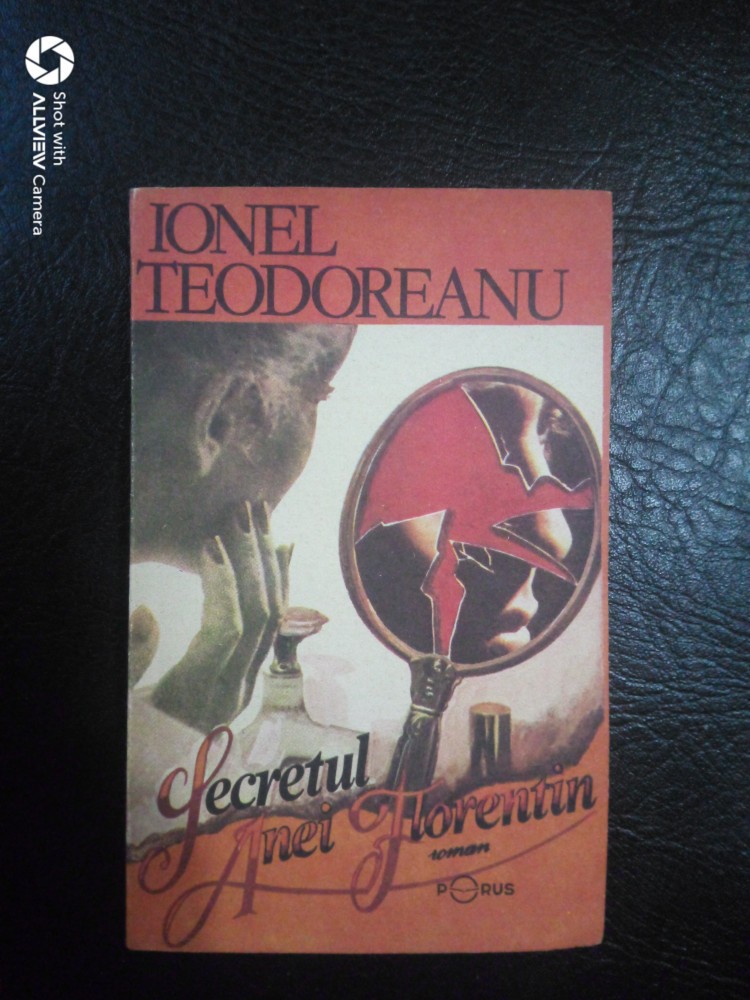 Shot with
ALLVIEW Camera
IONEL
TEODOREANU
Secretul
Anei Florentin
roman
PORUS